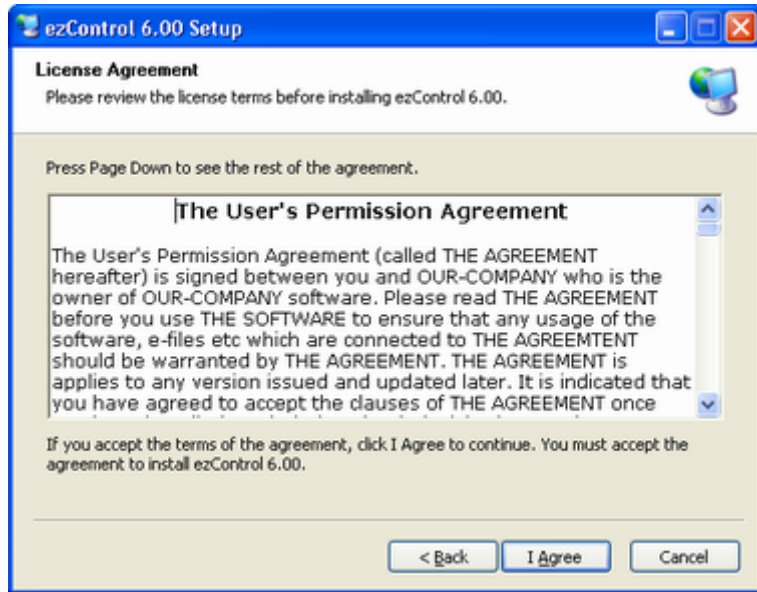 ezControl 6.00 Setup
License Agreement
Please review the license terms before installing ezControl 6.00.
Press Page Down to see the rest of the agreement.
The User's Permission Agreement
The User's Permission Agreement (called THE AGREEMENT
hereafter) is signed between you and OUR-COMPANY who is the
owner of OUR-COMPANY software. Please read THE AGREEMENT
before you use THE SOFTWARE to ensure that any usage of the
software, e-files etc which are connected to THE AGREEMTENT
should be warranted by THE AGREEMENT. THE AGREEMENT is
applies to any version issued and updated later. It is indicated that
you have agreed to accept the clauses of THE AGREEMENT once
If you accept the terms of the agreement, click I Agree to continue. You must accept the
agreement to install ezControl 6.00.
< Back I Agree Cancel